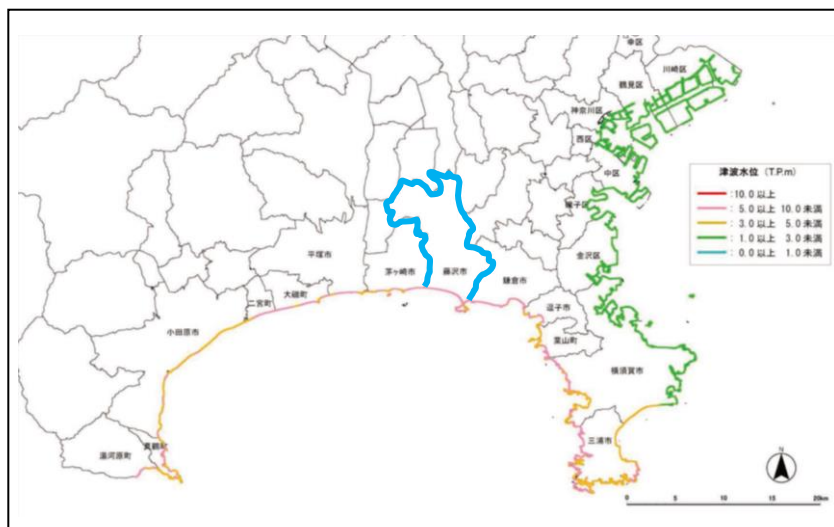 幸区
川崎区
鶴見区
神奈川区
西区
中区
磯子区
金沢区
平塚市
茅ヶ崎市
藤沢市
鎌倉市
大磯町
二宮町
小田原市
逗子市
葉山町
横須賀市
三浦市
真鶴町
湯河原町
津波水位 (T.P.m)
: 10.0 以上
: 5.0 以上 10.0 未満
: 3.0 以上 5.0 未満
: 1.0 以上 3.0 未満
: 0.0 以上 1.0 未満
N
0 5 10 15 20km